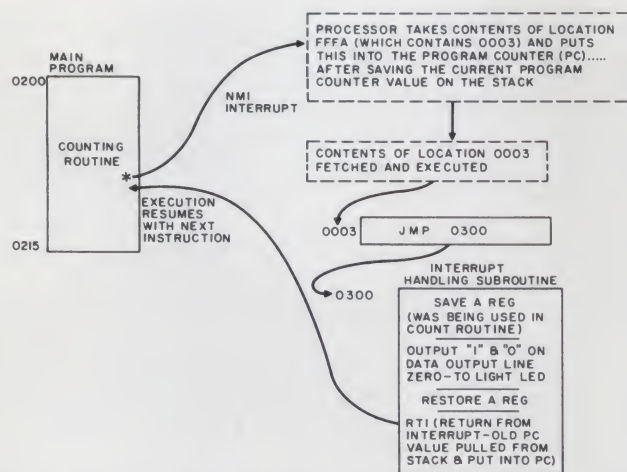 PROCESSOR TAKES CONTENTS OF LOCATION
FFFA (WHICH CONTAINS 0003) AND PUTS
THIS INTO THE PROGRAM COUNTER (PC).....
AFTER SAVING THE CURRENT PROGRAM
COUNTER VALUE ON THE STACK
MAIN
PROGRAM
0200
NMI
INTERRUPT
COUNTING
ROUTINE
*
CONTENTS OF LOCATION 0003
FETCHED AND EXECUTED
EXECUTION
RESUMES
WITH NEXT
INSTRUCTION
0215
0003
JMP 0300
INTERRUPT
HANDLING SUBROUTINE
0300
SAVE A REG
(WAS BEING USED IN
COUNT ROUTINE)
OUTPUT "1" & "0" ON
DATA OUTPUT LINE
ZERO-TO LIGHT LED
RESTORE A REG
RTI (RETURN FROM
INTERRUPT-OLD PC
VALUE PULLED FROM
STACK & PUT INTO PC)